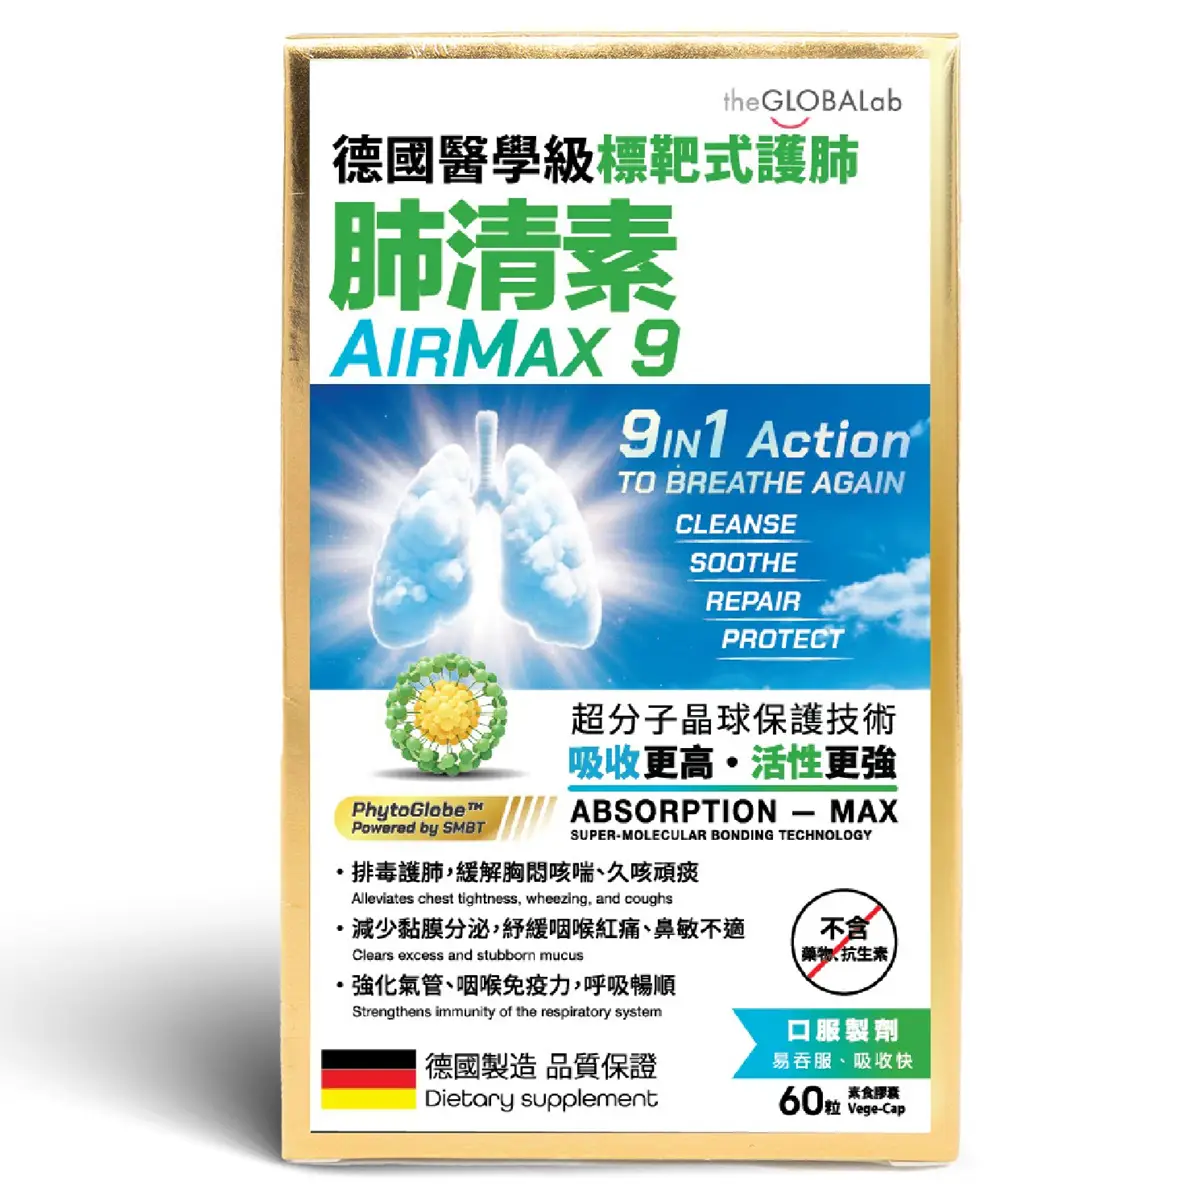 theGLOBALab
德國醫學級標靶式護肺
肺清素
AIRMAX 9
9 IN 1 Action
TO BREATHE AGAIN
CLEANSE
SOOTHE
REPAIR
PROTECT
超分子晶球保護技術
吸收更高・活性更強
PhytoGlobe™
Powered by SMBT
ABSORPTION — MAX
SUPER-MOLECULAR BONDING TECHNOLOGY
・排毒護肺，緩解胸悶咳喘、久咳頑痰
Alleviates chest tightness, wheezing, and coughs
・減少黏膜分泌，紓緩咽喉紅痛、鼻敏不適
Clears excess and stubborn mucus
・強化氣管、咽喉免疫力，呼吸暢順
Strengthens immunity of the respiratory system
不含
藥物、抗生素
口服製劑
易吞服、吸收快
德國製造 品質保證
Dietary supplement
60粒 素食膠囊
Vege-Cap